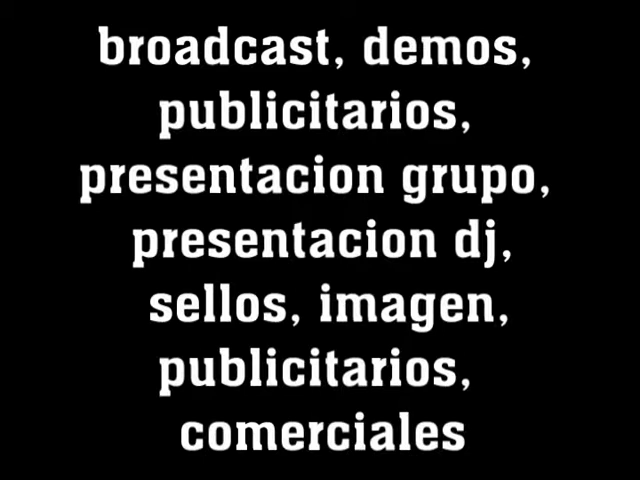 broadcast, demos,
publicitarios,
presentacion grupo,
presentacion dj,
sellos, imagen,
publicitarios,
comerciales